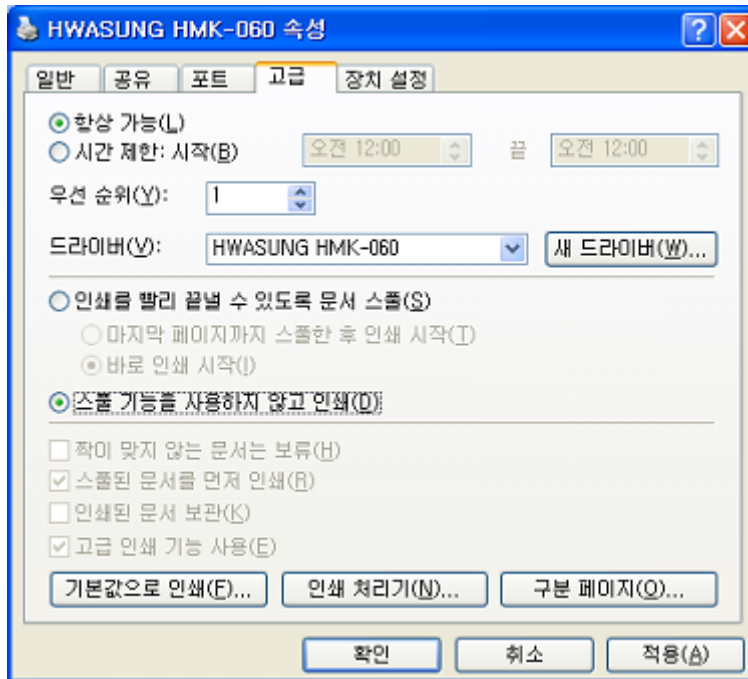 HWASUNG HMK-060 속성
일반 공유 포트 고급 장치 설정
항상 가능(L)
시간 제한: 시작(B) 오전 12:00 끝 오전 12:00
우선 순위(Y): 1
드라이버(V): HWASUNG HMK-060 새 드라이버(W)...
인쇄를 빨리 끝낼 수 있도록 문서 스풀(S)
마지막 페이지까지 스풀한 후 인쇄 시작(T)
바로 인쇄 시작(I)
스풀 기능을 사용하지 않고 인쇄(D)
짝이 맞지 않는 문서는 보류(H)
스풀된 문서를 먼저 인쇄(R)
인쇄된 문서 보관(K)
고급 인쇄 기능 사용(E)
기본값으로 인쇄(F)... 인쇄 처리기(N)... 구분 페이지(O)...
확인 취소 적용(A)